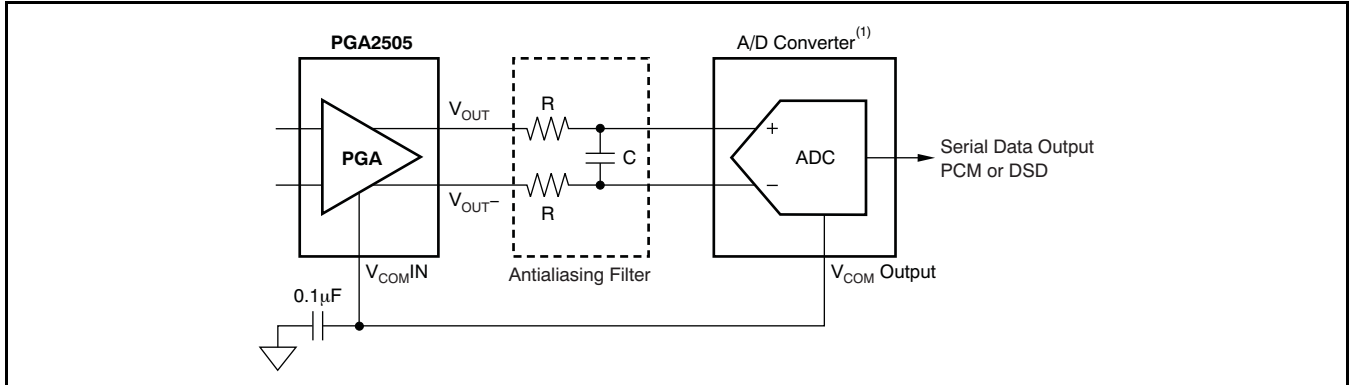 PGA2505
A/D Converter(1)
VOUT
R
PGA
C
+
ADC
−
Serial Data Output
PCM or DSD
VOUT−
R
VCOMIN
Antialiasing Filter
VCOM Output
0.1μF